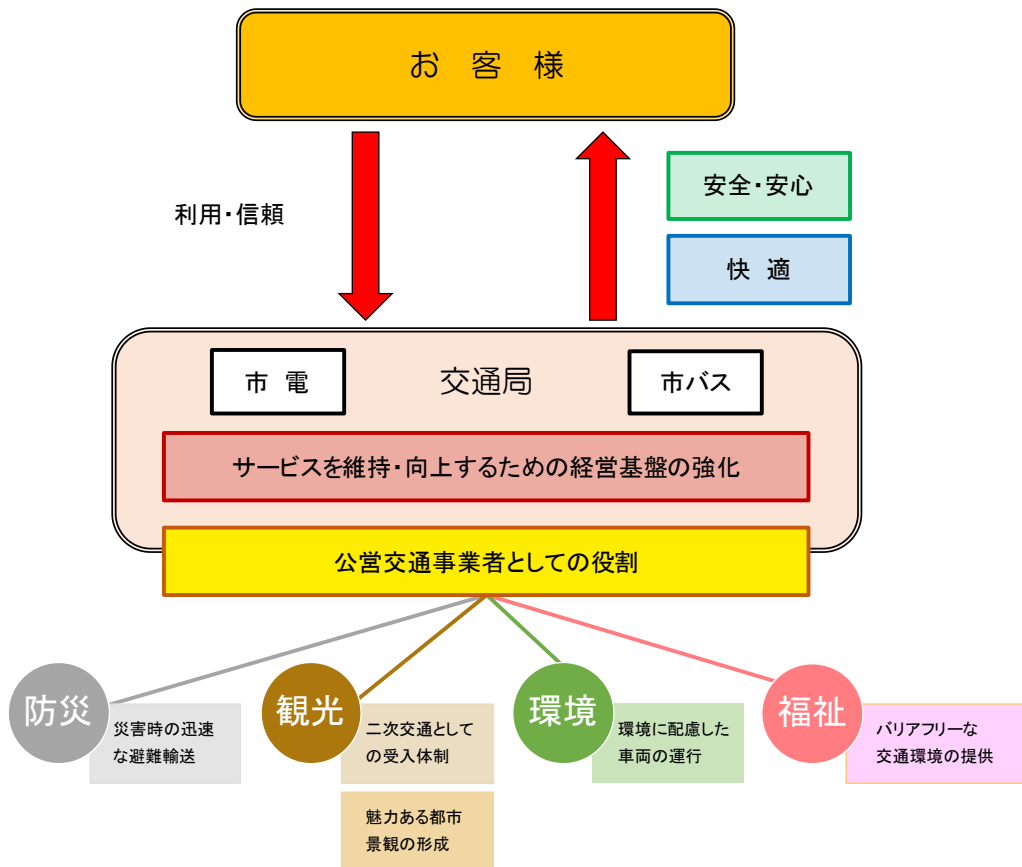 お 客 様
利用・信頼
安全・安心
快 適
市 電
交通局
市バス
サービスを維持・向上するための経営基盤の強化
公営交通事業者としての役割
防災
災害時の迅速
な避難輸送
観光
二次交通として
の受入体制
魅力ある都市
景観の形成
環境
環境に配慮した
車両の運行
福祉
バリアフリーな
交通環境の提供